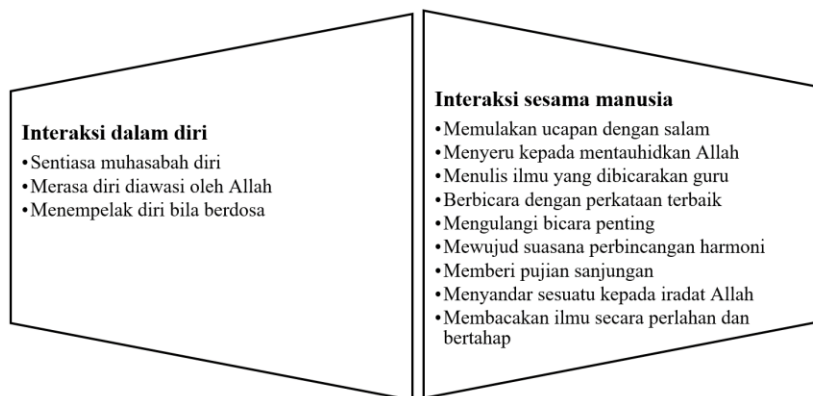 Interaksi dalam diri
•Sentiasa muhasabah diri
•Merasa diri diawasi oleh Allah
•Menempelak diri bila berdosa
Interaksi sesama manusia
•Memulakan ucapan dengan salam
•Menyeru kepada mentauhidkan Allah
•Menulis ilmu yang dibicarakan guru
•Berbicara dengan perkataan terbaik
•Mengulangi bicara penting
•Mewujud suasana perbincangan harmoni
•Memberi pujian sanjungan
•Menyandar sesuatu kepada iradat Allah
•Membacakan ilmu secara perlahan dan
bertahap